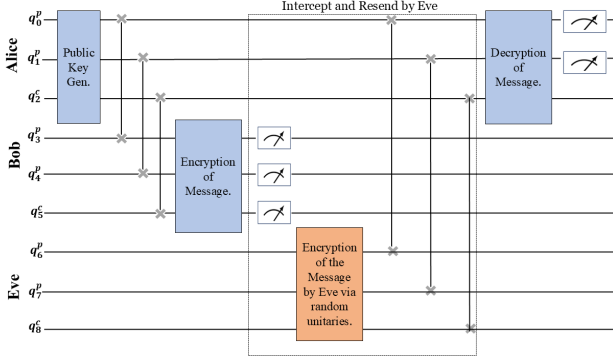 Intercept and Resend by Eve
Alice
q_0^p
q_1^p
q_2^c
Public
Key
Gen.
Decryption
of
Message.
Bob
q_3^p
q_4^p
q_5^c
Encryption
of
Message.
Eve
q_6^p
q_7^p
q_8^c
Encryption
of the
Message
by Eve via
random
unitaries.